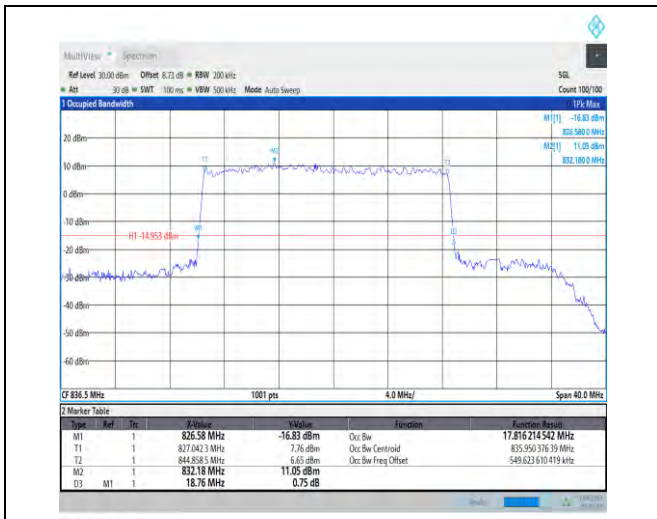 MultiView Spectrum
Ref Level 30.00 dBm Offset 8.73 dB RBW 200 kHz SGL
Att 30 dB SWT 100 ms VBW 500 kHz Mode Auto Sweep Count 100/100
1 Occupied Bandwidth 1Pk Max
M1[1] -16.83 dBm
826.580 0 MHz
M2[1] 11.05 dBm
832.180 0 MHz
20 dBm
M2
T1
T2
10 dBm
0 dBm
-10 dBm
M1
H1 -14.953 dBm
D3
-20 dBm
-30 dBm
-40 dBm
-50 dBm
-60 dBm
CF 836.5 MHz 1001 pts 4.0 MHz/ Span 40.0 MHz
2 Marker Table
Type Ref Trc X-Value Y-Value Function Function Result
M1 1 826.58 MHz -16.83 dBm Occ Bw 17.816 214 542 MHz
T1 1 827.042 3 MHz 7.76 dBm Occ Bw Centroid 835.950 376 39 MHz
T2 1 844.858 5 MHz 6.65 dBm Occ Bw Freq Offset -549.623 610 419 kHz
M2 1 832.18 MHz 11.05 dBm
D3 M1 1 18.76 MHz 0.75 dB